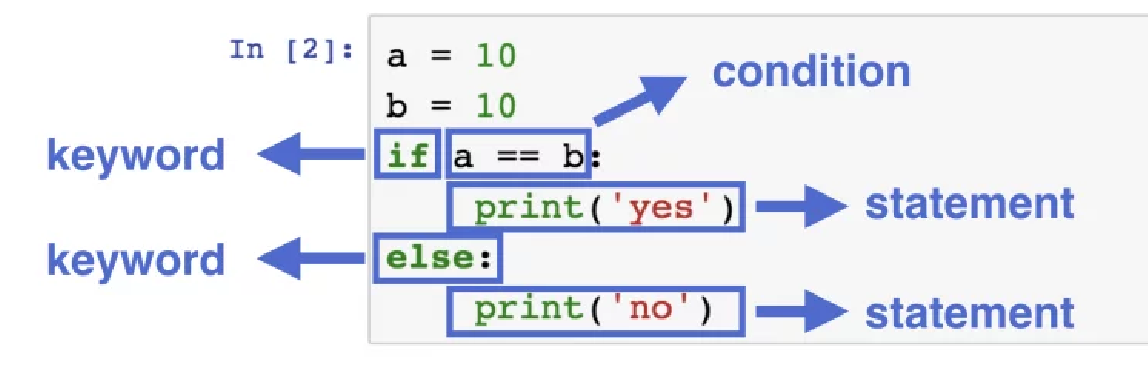 In [2]:
a = 10
condition
b = 10
keyword
if a == b:
print('yes')
statement
keyword
else:
print('no')
statement